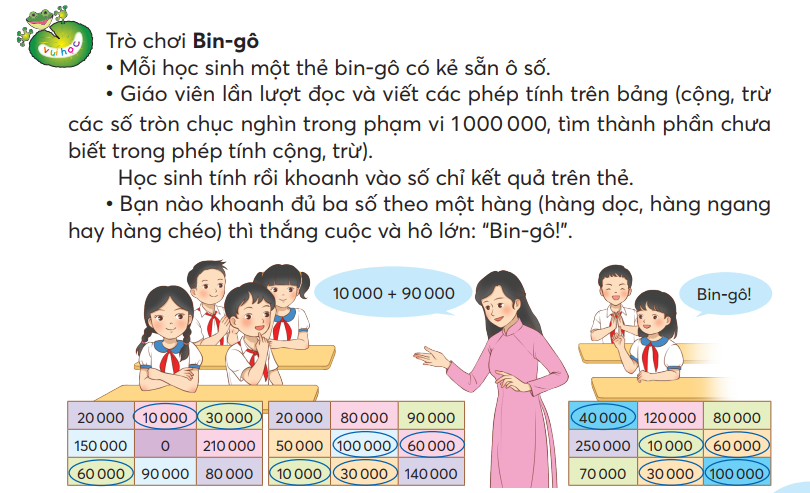 vui học
Trò chơi Bin-gô
• Mỗi học sinh một thẻ bin-gô có kẻ sẵn ô số.
• Giáo viên lần lượt đọc và viết các phép tính trên bảng (cộng, trừ
các số tròn chục nghìn trong phạm vi 1 000 000, tìm thành phần chưa
biết trong phép tính cộng, trừ).
Học sinh tính rồi khoanh vào số chỉ kết quả trên thẻ.
• Bạn nào khoanh đủ ba số theo một hàng (hàng dọc, hàng ngang
hay hàng chéo) thì thắng cuộc và hô lớn: “Bin-gô!”.
10 000 + 90 000
Bin-gô!
20 000 10 000 30 000
150 000 0 210 000
60 000 90 000 80 000
20 000 80 000 90 000
50 000 100 000 60 000
10 000 30 000 140 000
40 000 120 000 80 000
250 000 10 000 60 000
70 000 30 000 100 000